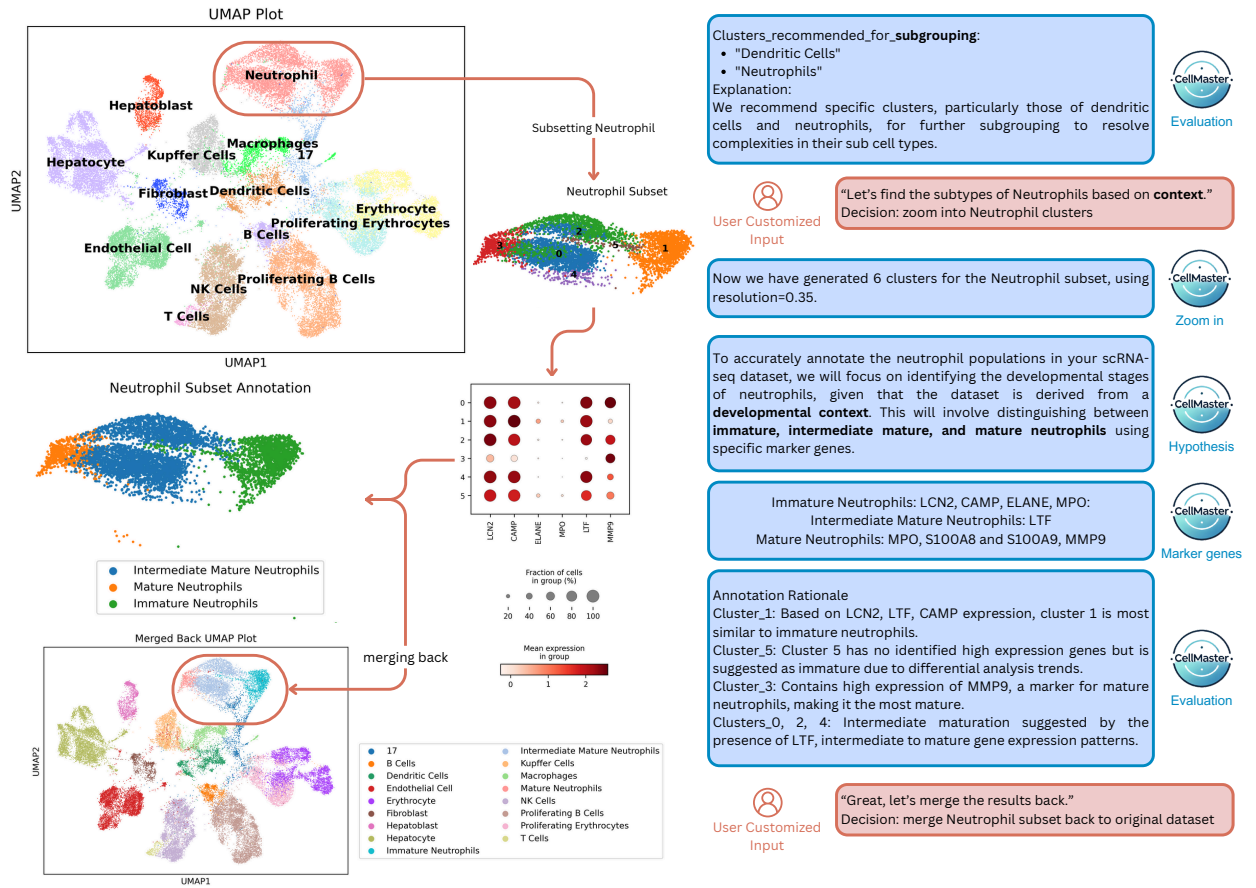 UMAP Plot
Neutrophil
Hepatoblast
Macrophages
Kupffer Cells
17
Hepatocyte
Fibroblast
Dendritic Cells
Erythrocyte
Proliferating Erythrocytes
B Cells
Endothelial Cell
Proliferating B Cells
NK Cells
T Cells
UMAP2
UMAP1
Subsetting Neutrophil
Neutrophil Subset
2
3
5
1
0
4
Neutrophil Subset Annotation
Intermediate Mature Neutrophils
Mature Neutrophils
Immature Neutrophils
0
1
2
3
4
5
LCN2
CAMP
ELANE
MPO
LTF
MMP9
Fraction of cells
in group (%)
20 40 60 80 100
Mean expression
in group
0 1 2
merging back
Merged Back UMAP Plot
UMAP2
UMAP1
17
B Cells
Dendritic Cells
Endothelial Cell
Erythrocyte
Fibroblast
Hepatoblast
Hepatocyte
Immature Neutrophils
Intermediate Mature Neutrophils
Kupffer Cells
Macrophages
Mature Neutrophils
NK Cells
Proliferating B Cells
Proliferating Erythrocytes
T Cells
Clusters_recommended_for_subgrouping:
• "Dendritic Cells"
• "Neutrophils"
Explanation:
We recommend specific clusters, particularly those of dendritic
cells and neutrophils, for further subgrouping to resolve
complexities in their sub cell types.
CellMaster
Evaluation
User Customized
Input
“Let’s find the subtypes of Neutrophils based on context.”
Decision: zoom into Neutrophil clusters
Now we have generated 6 clusters for the Neutrophil subset, using
resolution=0.35.
CellMaster
Zoom in
To accurately annotate the neutrophil populations in your scRNA-
seq dataset, we will focus on identifying the developmental stages
of neutrophils, given that the dataset is derived from a
developmental context. This will involve distinguishing between
immature, intermediate mature, and mature neutrophils using
specific marker genes.
CellMaster
Hypothesis
Immature Neutrophils: LCN2, CAMP, ELANE, MPO:
Intermediate Mature Neutrophils: LTF
Mature Neutrophils: MPO, S100A8 and S100A9, MMP9
CellMaster
Marker genes
Annotation Rationale
Cluster_1: Based on LCN2, LTF, CAMP expression, cluster 1 is most
similar to immature neutrophils.
Cluster_5: Cluster 5 has no identified high expression genes but is
suggested as immature due to differential analysis trends.
Cluster_3: Contains high expression of MMP9, a marker for mature
neutrophils, making it the most mature.
Clusters_0, 2, 4: Intermediate maturation suggested by the
presence of LTF, intermediate to mature gene expression patterns.
CellMaster
Evaluation
User Customized
Input
“Great, let’s merge the results back.”
Decision: merge Neutrophil subset back to original dataset